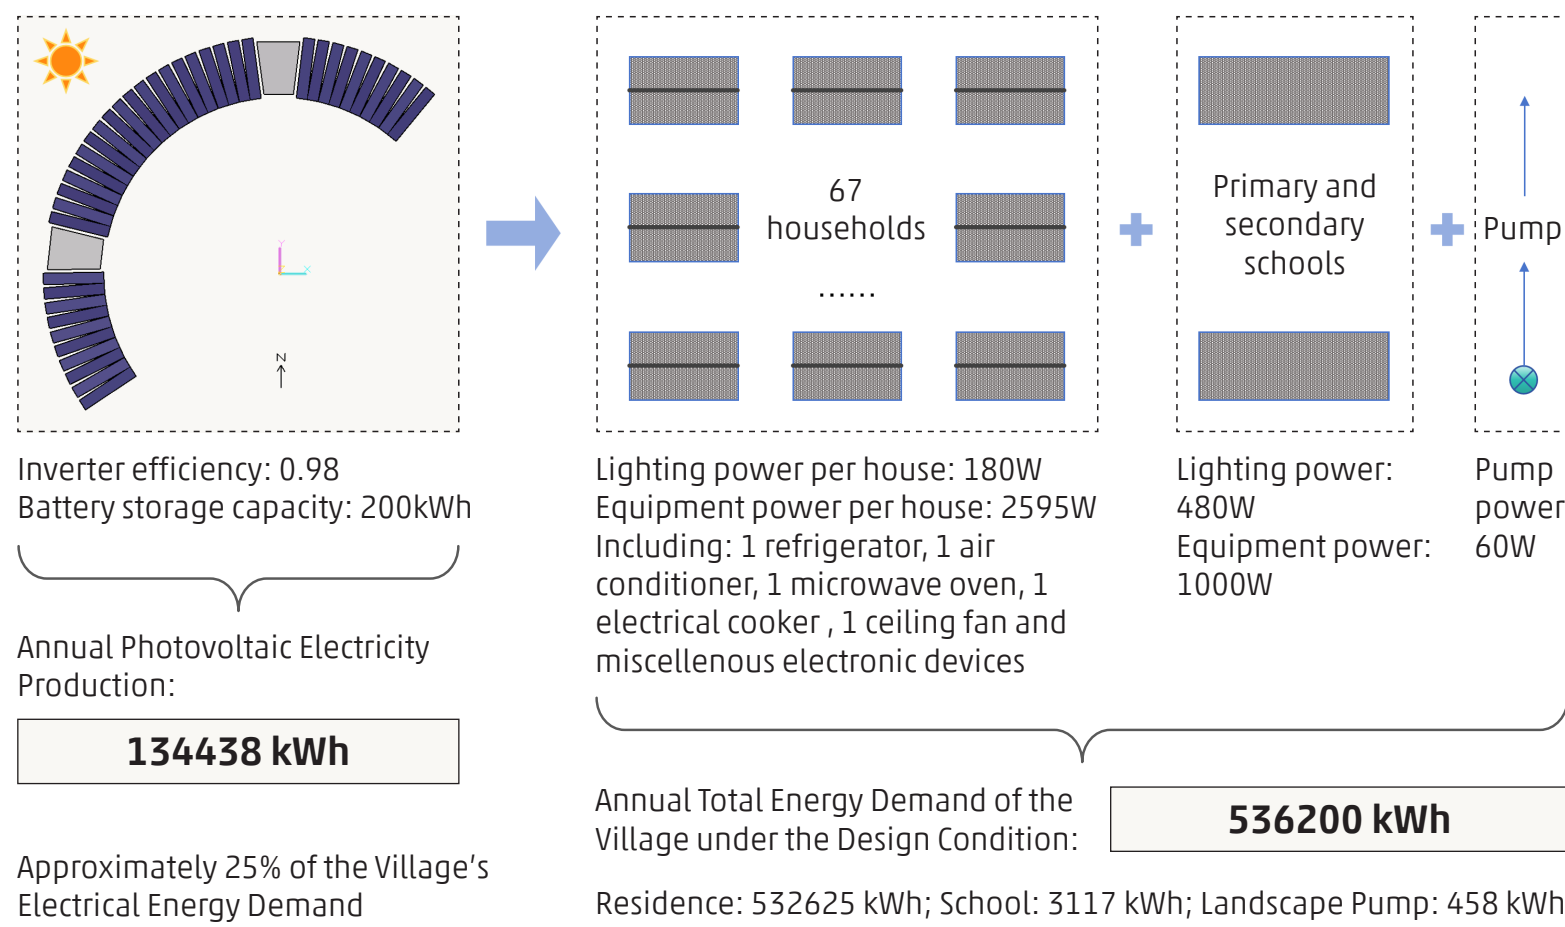 Y
X
N
Inverter efficiency: 0.98
Battery storage capacity: 200kWh
Annual Photovoltaic Electricity
Production:
134438 kWh
Approximately 25% of the Village's
Electrical Energy Demand
67
households
......
Lighting power per house: 180W
Equipment power per house: 2595W
Including: 1 refrigerator, 1 air
conditioner, 1 microwave oven, 1
electrical cooker , 1 ceiling fan and
miscellenous electronic devices
Primary and
secondary
schools
Lighting power:
480W
Equipment power:
1000W
Pump
Pump
power
60W
Annual Total Energy Demand of the
Village under the Design Condition:
536200 kWh
Residence: 532625 kWh; School: 3117 kWh; Landscape Pump: 458 kWh